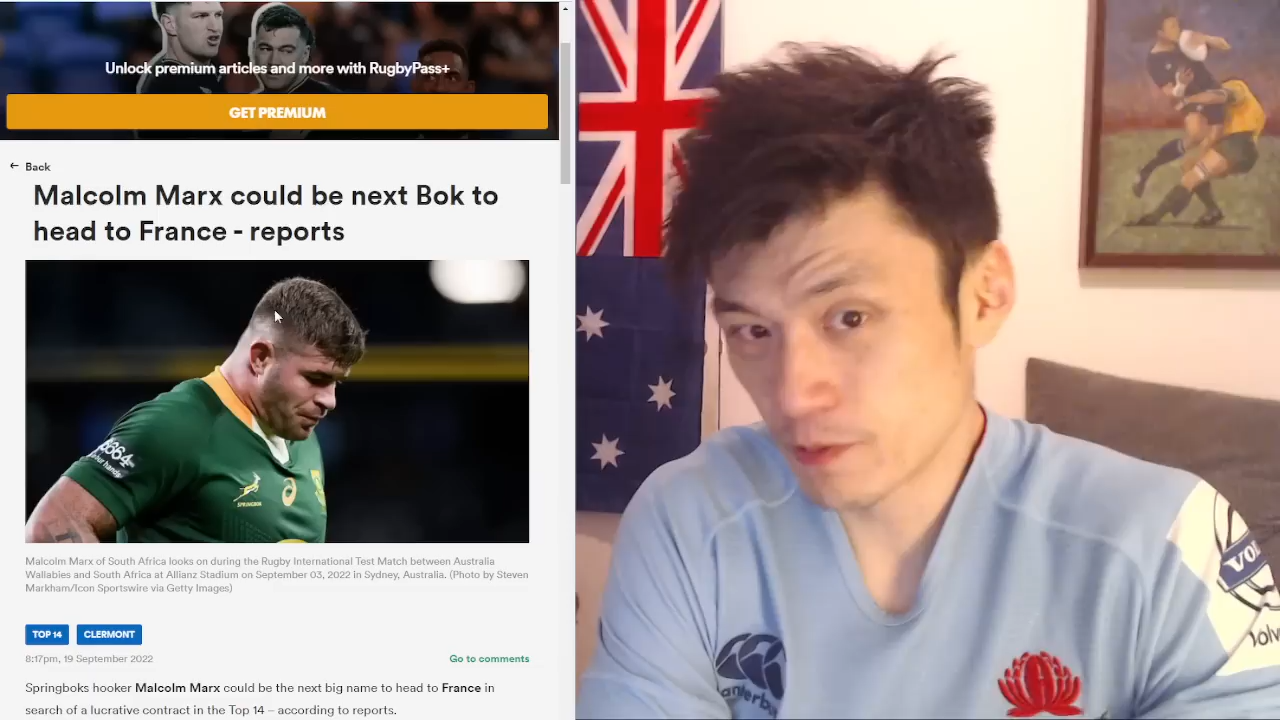 Unlock premium articles and more with RugbyPass+
GET PREMIUM
← Back
Malcolm Marx could be next Bok to
head to France - reports
Malcolm Marx of South Africa looks on during the Rugby International Test Match between Australia
Wallabies and South Africa at Allianz Stadium on September 03, 2022 in Sydney, Australia. (Photo by Steven
Markham/Icon Sportswire via Getty Images)
TOP 14
CLERMONT
8:17pm, 19 September 2022
Go to comments
Springboks hooker Malcolm Marx could be the next big name to head to France in
search of a lucrative contract in the Top 14 – according to reports.